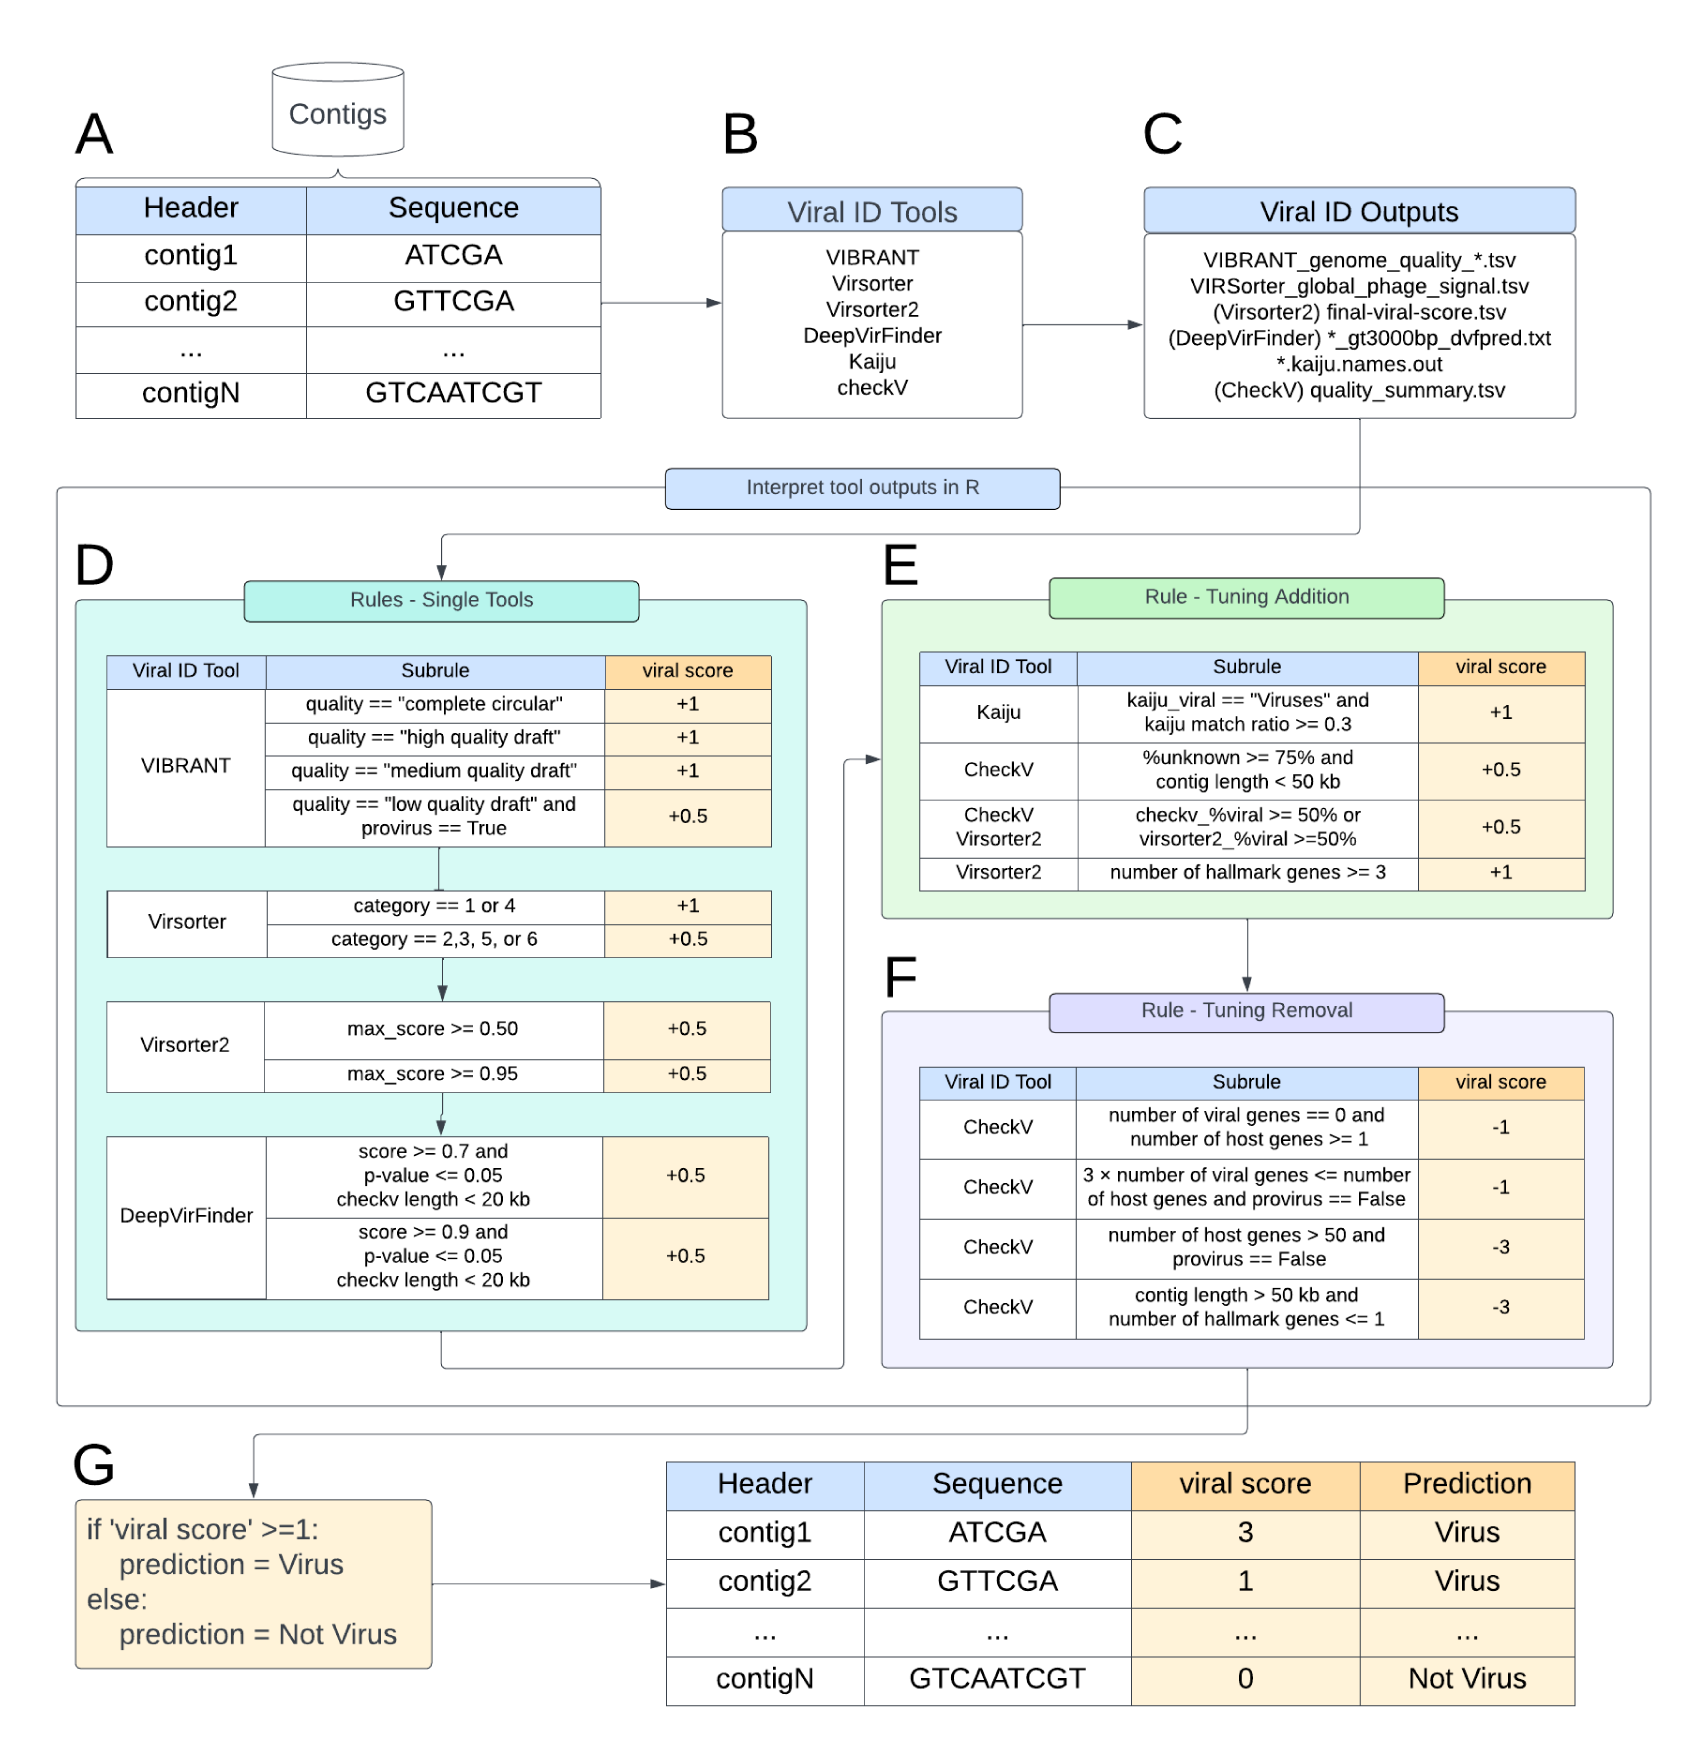 A
Contigs
Header Sequence
contig1 ATCGA
contig2 GTTCGA
... ...
contigN GTCAATCGT
B
Viral ID Tools
VIBRANT
Virsorter
Virsorter2
DeepVirFinder
Kaiju
checkV
C
Viral ID Outputs
VIBRANT_genome_quality_*.tsv
VIRSorter_global_phage_signal.tsv
(Virsorter2) final-viral-score.tsv
(DeepVirFinder) *_gt3000bp_dvfpred.txt
*.kaiju.names.out
(CheckV) quality_summary.tsv
Interpret tool outputs in R
D
Rules - Single Tools
Viral ID Tool Subrule viral score
VIBRANT
quality == "complete circular" +1
quality == "high quality draft" +1
quality == "medium quality draft" +1
quality == "low quality draft" and
provirus == True
+0.5
Virsorter
category == 1 or 4 +1
category == 2,3, 5, or 6 +0.5
Virsorter2
max_score >= 0.50 +0.5
max_score >= 0.95 +0.5
DeepVirFinder
score >= 0.7 and
p-value <= 0.05
checkv length < 20 kb
+0.5
score >= 0.9 and
p-value <= 0.05
checkv length < 20 kb
+0.5
E
Rule - Tuning Addition
Viral ID Tool Subrule viral score
Kaiju
kaiju_viral == "Viruses" and
kaiju match ratio >= 0.3
+1
CheckV
%unknown >= 75% and
contig length < 50 kb
+0.5
CheckV
Virsorter2
checkv_%viral >= 50% or
virsorter2_%viral >=50%
+0.5
Virsorter2 number of hallmark genes >= 3 +1
F
Rule - Tuning Removal
Viral ID Tool Subrule viral score
CheckV
number of viral genes == 0 and
number of host genes >= 1
-1
CheckV
3 × number of viral genes <= number
of host genes and provirus == False
-1
CheckV
number of host genes > 50 and
provirus == False
-3
CheckV
contig length > 50 kb and
number of hallmark genes <= 1
-3
G
if 'viral score' >=1:
prediction = Virus
else:
prediction = Not Virus
Header Sequence viral score Prediction
contig1 ATCGA 3 Virus
contig2 GTTCGA 1 Virus
... ... ... ...
contigN GTCAATCGT 0 Not Virus